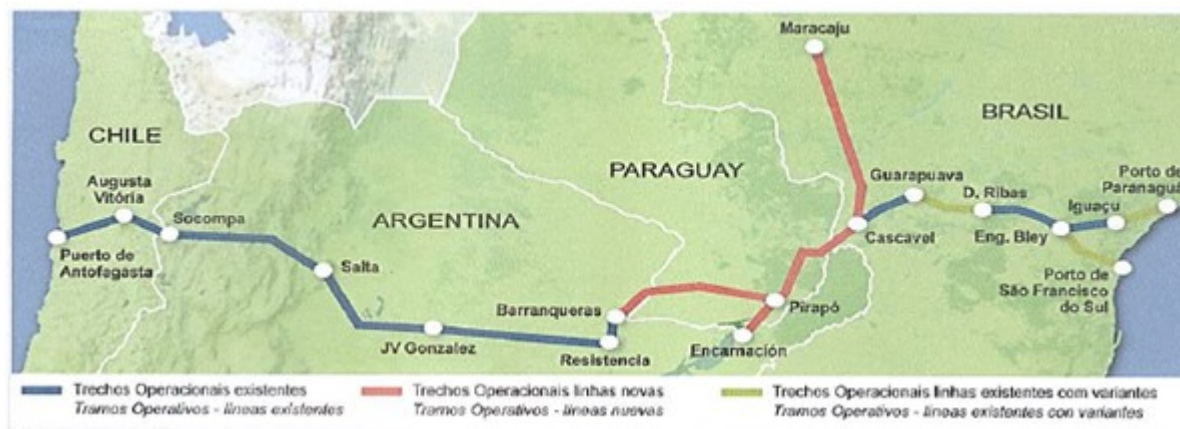 Maracaju
BRASIL
CHILE
PARAGUAY
Guarapuava
Porto de
Paranaguá
D. Ribas
Iguaçu
Augusta
Vitória
Socompa
ARGENTINA
Cascavel
Eng. Bley
Puerto de
Antofagasta
Salta
Porto de
São Francisco
do Sul
Barranqueras
Pirapó
JV Gonzalez
Resistencia
Encarnación
Trechos Operacionais existentes
Tramos Operativos - líneas existentes
Trechos Operacionais linhas novas
Tramos Operativos - líneas nuevas
Trechos Operacionais linhas existentes com variantes
Tramos Operativos - líneas existentes con variantes